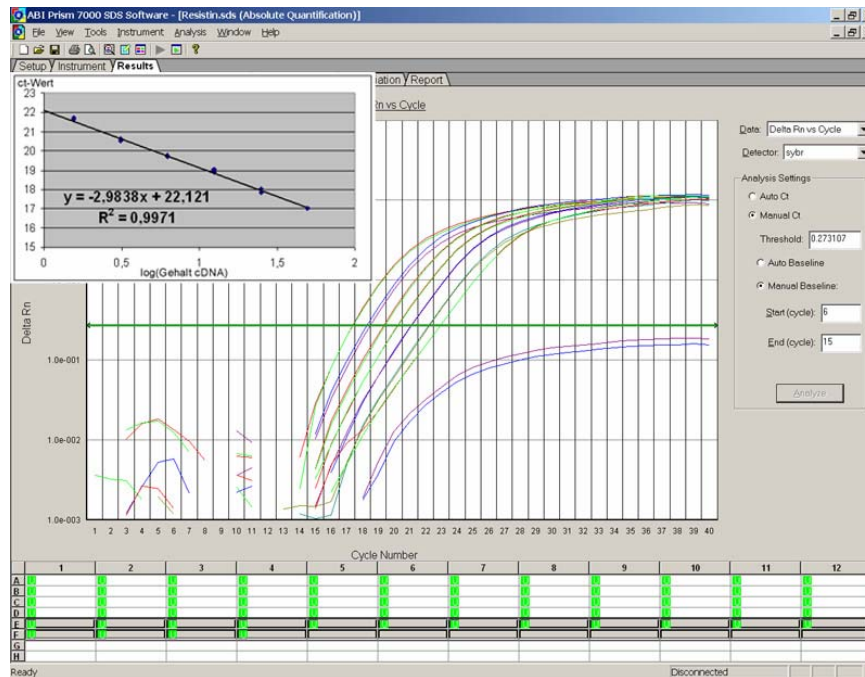 ABI Prism 7000 SDS Software - [Resistin.sds (Absolute Quantification)]
File View Tools Instrument Analysis Window Help
Setup Instrument Results
Report
ct-Wert
23
22
21
20
19
18
17
16
15
y = -2,9838x + 22,121
R² = 0,9971
0 0,5 1 1,5 2
log(Gehalt cDNA)
Rn vs Cycle
Delta Rn
1.0e-001
1.0e-002
1.0e-003
1 2 3 4 5 6 7 8 9 10 11 12 13 14 15 16 17 18 19 20 21 22 23 24 25 26 27 28 29 30 31 32 33 34 35 36 37 38 39 40
Cycle Number
Data: Delta Rn vs Cycle
Detector: sybr
Analysis Settings
Auto Ct
Manual Ct
Threshold: 0.273107
Auto Baseline
Manual Baseline:
Start (cycle): 6
End (cycle): 15
Analyze
1 2 3 4 5 6 7 8 9 10 11 12
A
B
C
D
E
F
G
H
Ready Disconnected